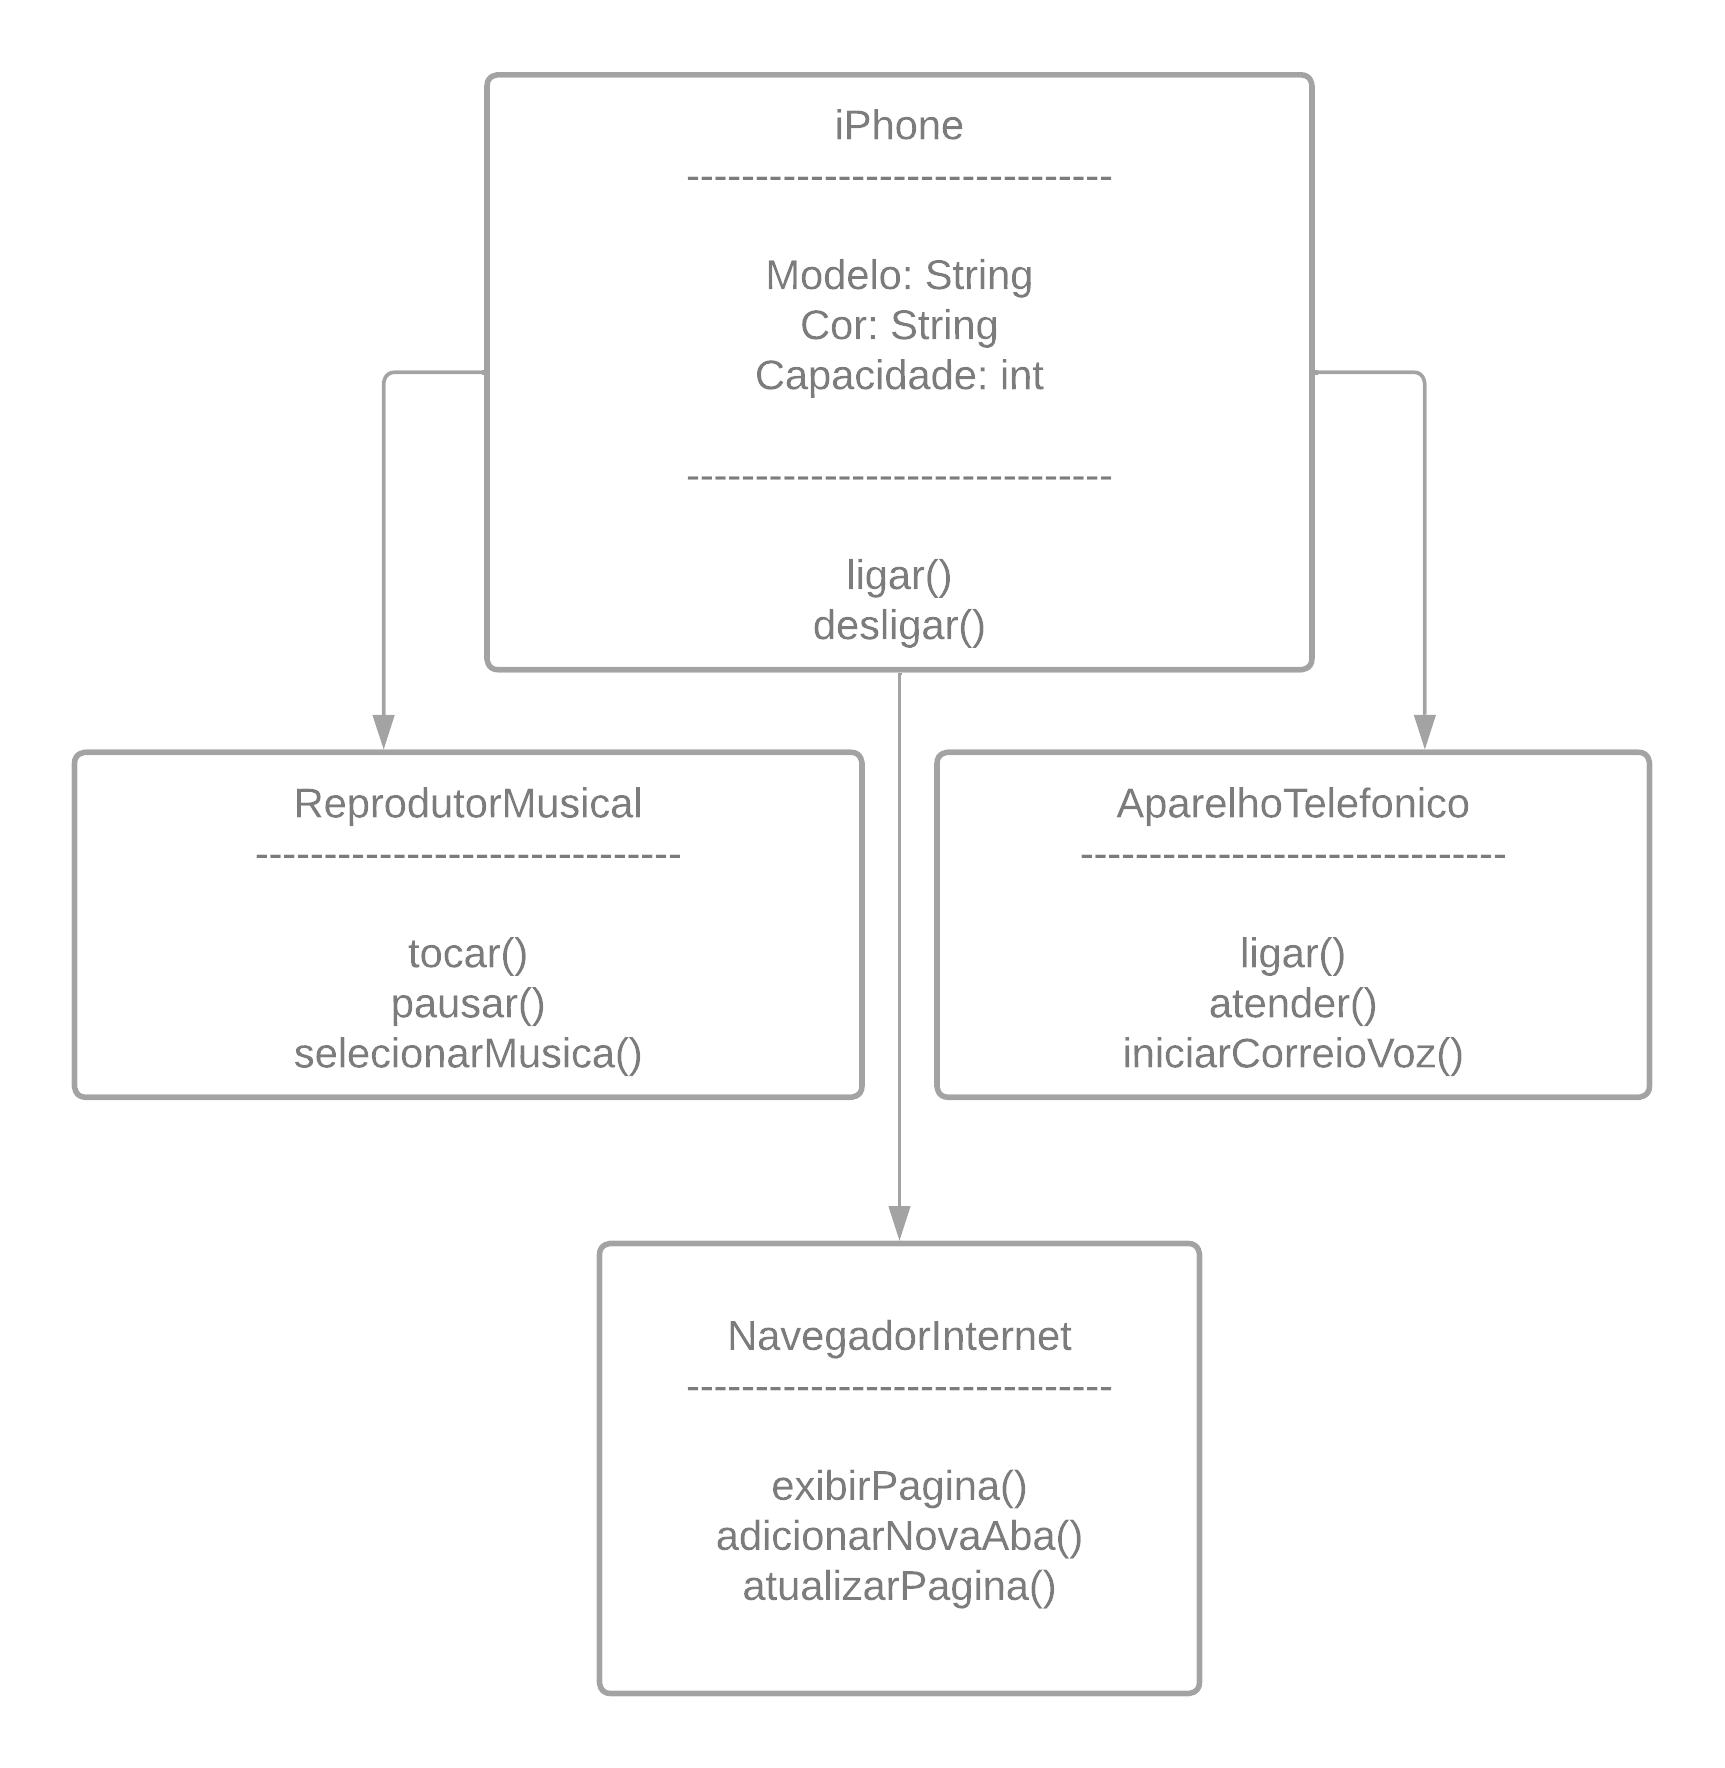 iPhone
-------------------------------
Modelo: String
Cor: String
Capacidade: int
-------------------------------
ligar()
desligar()
ReprodutorMusical
-------------------------------
tocar()
pausar()
selecionarMusica()
AparelhoTelefonico
-------------------------------
ligar()
atender()
iniciarCorreioVoz()
NavegadorInternet
-------------------------------
exibirPagina()
adicionarNovaAba()
atualizarPagina()